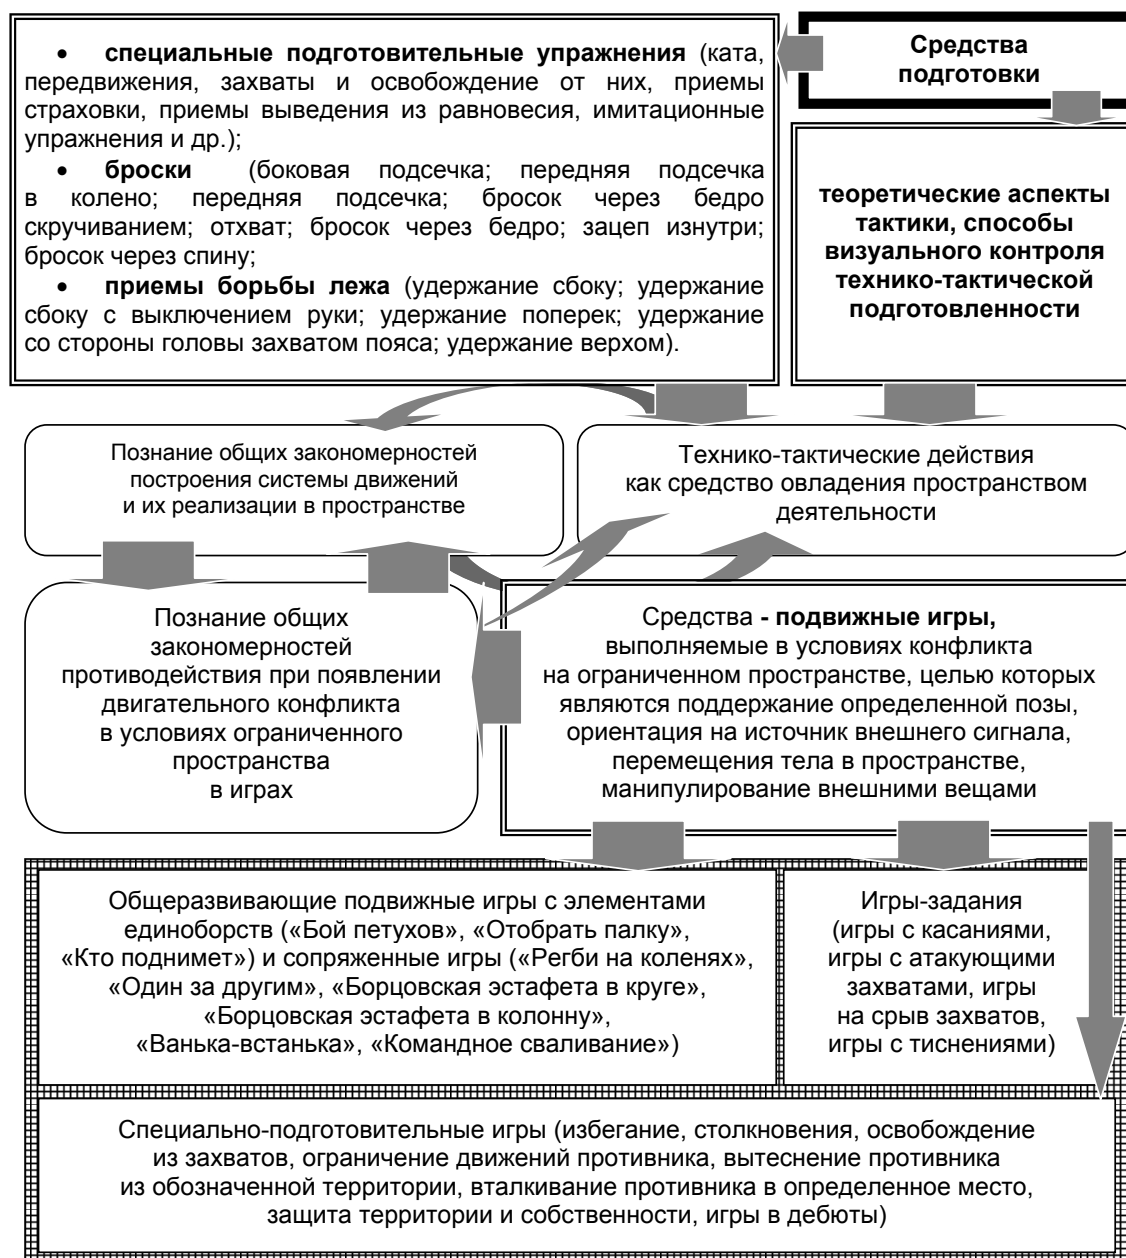 Средства
подготовки
• специальные подготовительные упражнения (ката,
передвижения, захваты и освобождение от них, приемы
страховки, приемы выведения из равновесия, имитационные
упражнения и др.);
• броски (боковая подсечка; передняя подсечка
в колено; передняя подсечка; бросок через бедро
скручиванием; отхват; бросок через бедро; зацеп изнутри;
бросок через спину;
• приемы борьбы лежа (удержание сбоку; удержание
сбоку с выключением руки; удержание поперек; удержание
со стороны головы захватом пояса; удержание верхом).
теоретические аспекты
тактики, способы
визуального контроля
технико-тактической
подготовленности
Познание общих закономерностей
построения системы движений
и их реализации в пространстве
Технико-тактические действия
как средство овладения пространством
деятельности
Познание общих
закономерностей
противодействия при появлении
двигательного конфликта
в условиях ограниченного
пространства
в играх
Средства - подвижные игры,
выполняемые в условиях конфликта
на ограниченном пространстве, целью которых
являются поддержание определенной позы,
ориентация на источник внешнего сигнала,
перемещения тела в пространстве,
манипулирование внешними вещами
Общеразвивающие подвижные игры с элементами
единоборств («Бой петухов», «Отобрать палку»,
«Кто поднимет») и сопряженные игры («Регби на коленях»,
«Один за другим», «Борцовская эстафета в круге»,
«Борцовская эстафета в колонну»,
«Ванька-встанька», «Командное сваливание»)
Игры-задания
(игры с касаниями,
игры с атакующими
захватами, игры
на срыв захватов,
игры с тиснениями)
Специально-подготовительные игры (избегание, столкновения, освобождение
из захватов, ограничение движений противника, вытеснение противника
из обозначенной территории, вталкивание противника в определенное место,
защита территории и собственности, игры в дебюты)